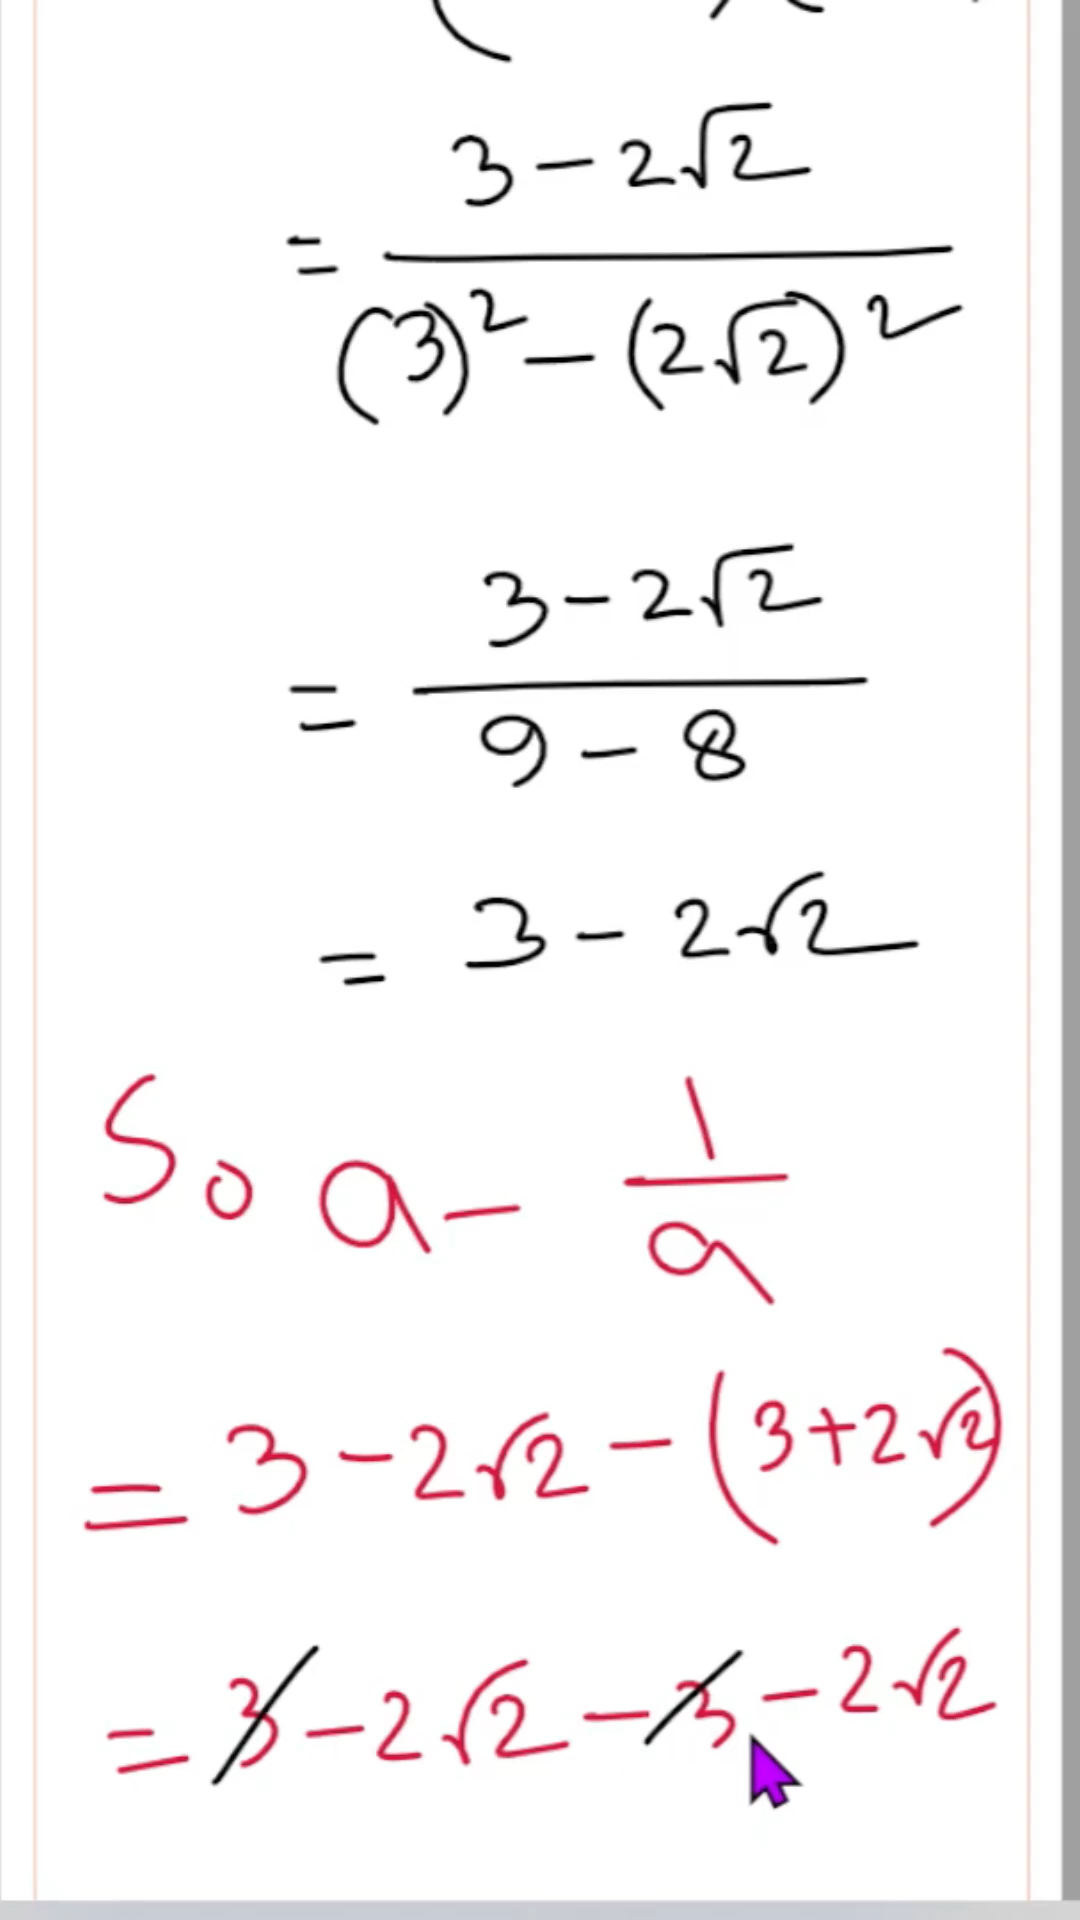 3 - 2√2
= ─────
(3)² - (2√2)²
3 - 2√2
= ─────
9 - 8
= 3 - 2√2
So a - 1/a
= 3 - 2√2 - (3+2√2)
= 3 - 2√2 - 3 - 2√2